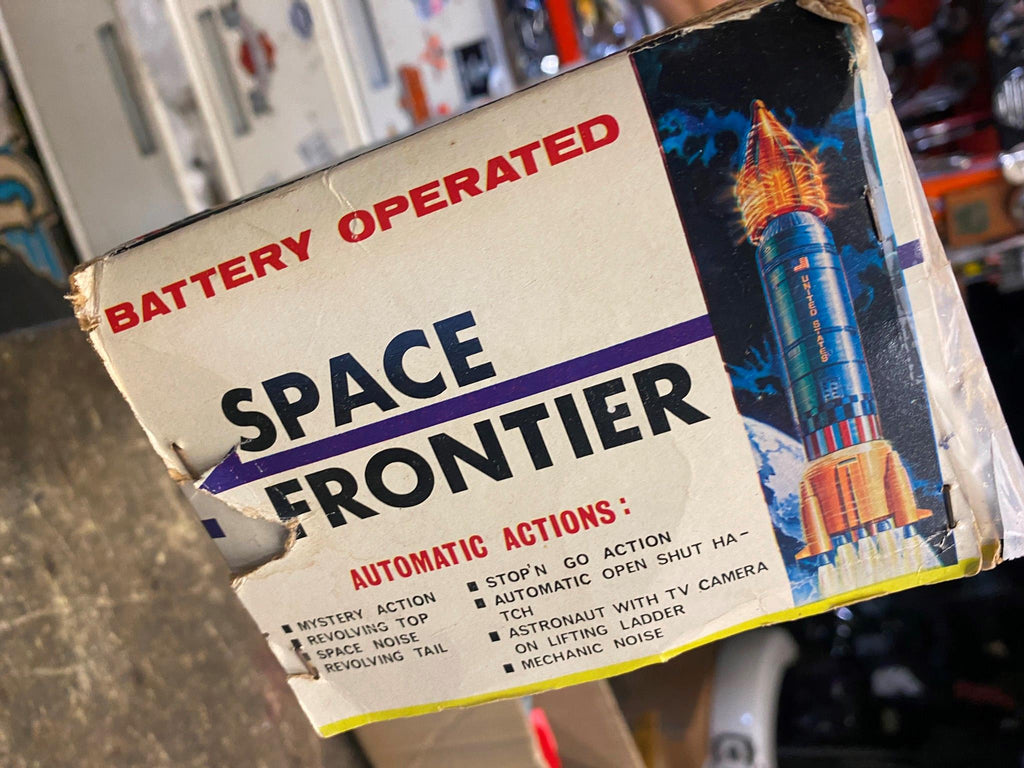 BATTERY OPERATED
SPACE
FRONTIER
AUTOMATIC ACTIONS:
■ MYSTERY ACTION
■ REVOLVING TOP
■ SPACE NOISE
■ REVOLVING TAIL
■ STOP'N GO ACTION
■ AUTOMATIC OPEN SHUT HA-
TCH
■ ASTRONAUT WITH TV CAMERA
ON LIFTING LADDER
■ MECHANIC NOISE
UNITED STATES